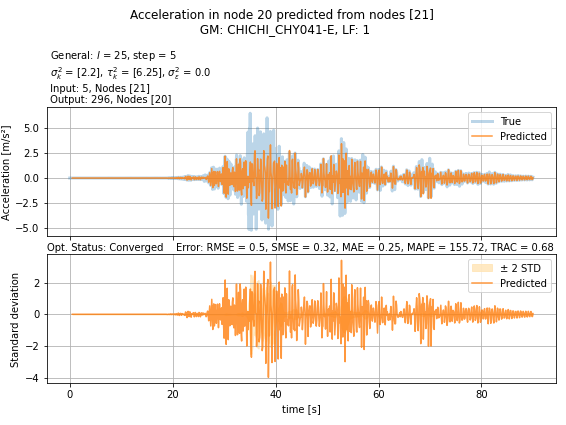 Acceleration in node 20 predicted from nodes [21]
GM: CHICHI_CHY041-E, LF: 1
General: l = 25, step = 5
σ²ₖ = [2.2], τ²ₖ = [6.25], σ²ₑ = 0.0
Input: 5, Nodes [21]
Output: 296, Nodes [20]
Acceleration [m/s²]
5.0
2.5
0.0
−2.5
−5.0
True
Predicted
Opt. Status: Converged
Error: RMSE = 0.5, SMSE = 0.32, MAE = 0.25, MAPE = 155.72, TRAC = 0.68
Standard deviation
2
0
−2
−4
± 2 STD
Predicted
0
20
40
60
80
time [s]